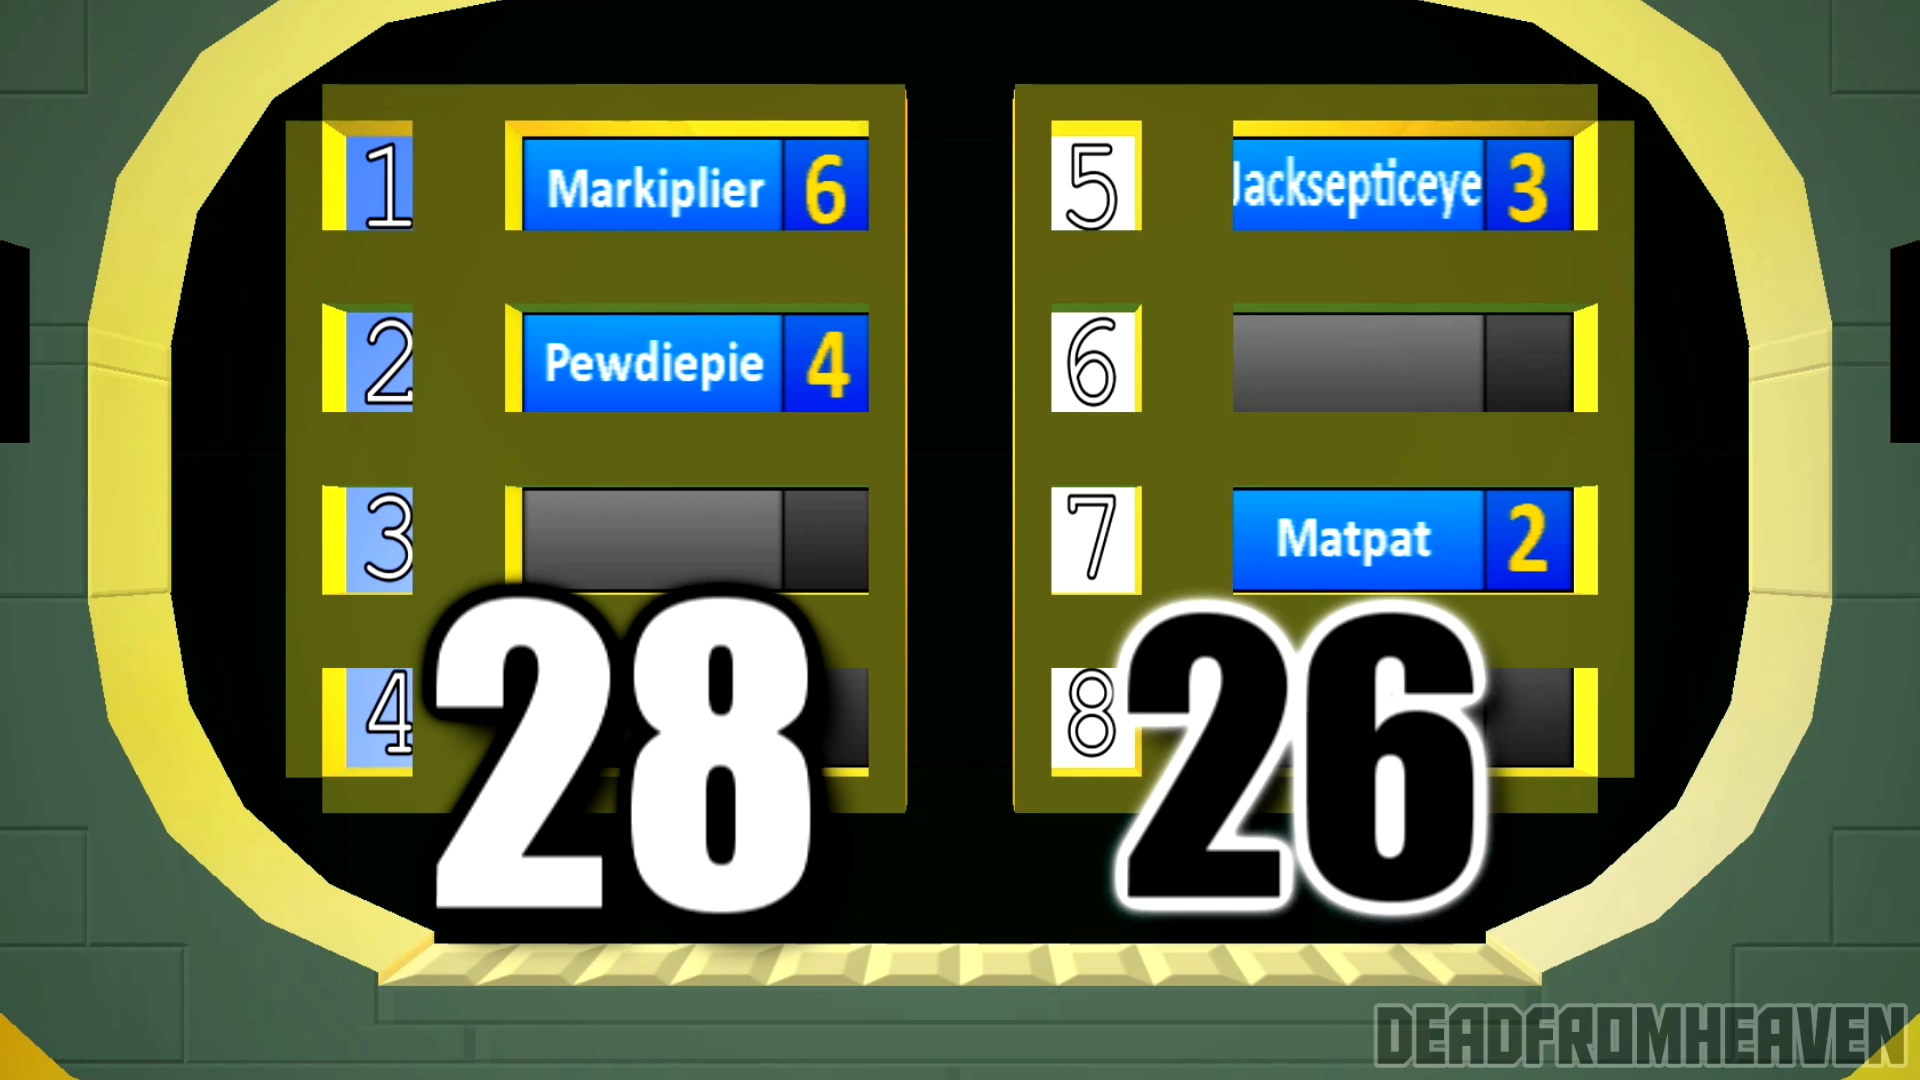 1 Markiplier 6
2 Pewdiepie 4
3
4
28
5 Jacksepticeye 3
6
7 Matpat 2
8
26
DEADFROMHEAVEN